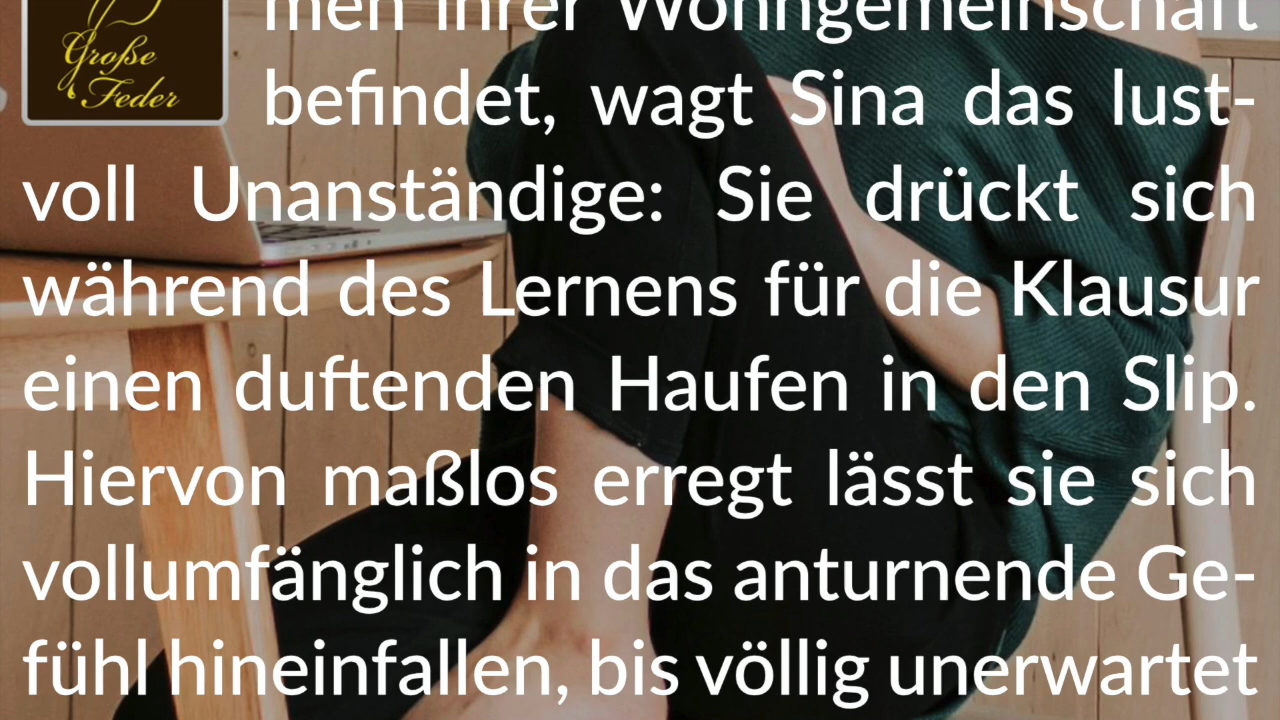 Große
Feder
men ihrer Wohngemeinschaft
befindet, wagt Sina das lust-
voll Unanständige: Sie drückt sich
während des Lernens für die Klausur
einen duftenden Haufen in den Slip.
Hiervon maßlos erregt lässt sie sich
vollumfänglich in das anturnende Ge-
fühl hineinfallen, bis völlig unerwartet